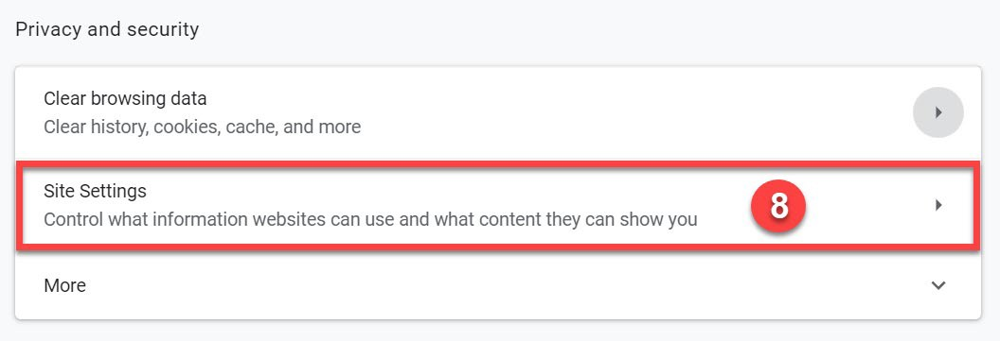 Privacy and security
Clear browsing data
Clear history, cookies, cache, and more
Site Settings
Control what information websites can use and what content they can show you
8
More